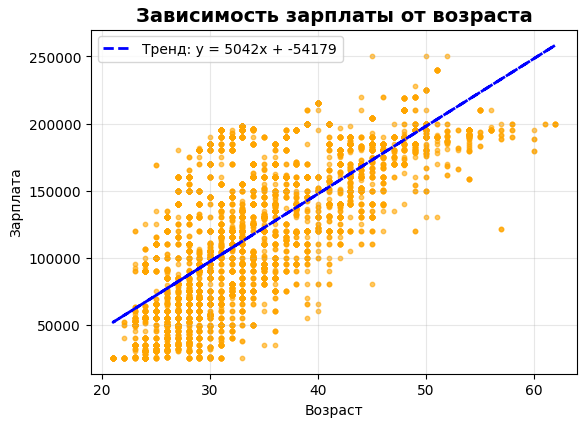 Зависимость зарплаты от возраста
Тренд: y = 5042x + -54179
250000
200000
150000
100000
50000
Зарплата
20 30 40 50 60
Возраст